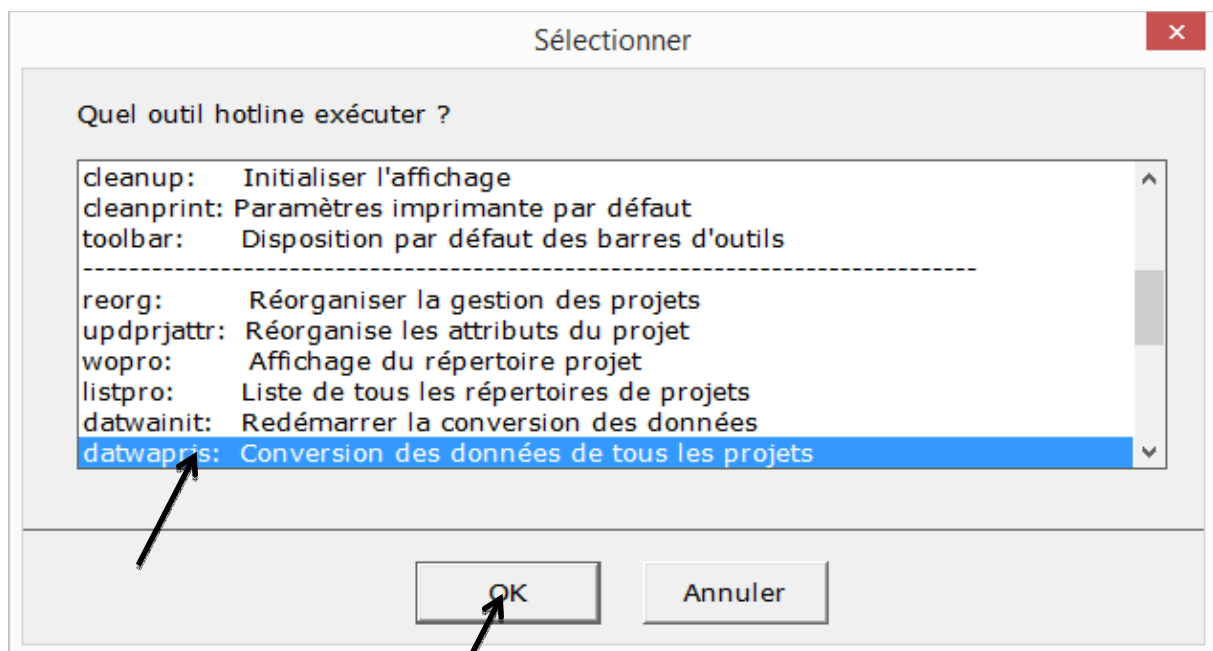 Sélectionner
Quel outil hotline exécuter ?
cleanup: Initialiser l'affichage
cleanprint: Paramètres imprimante par défaut
toolbar: Disposition par défaut des barres d'outils
------------------------------------------------------------------------------
reorg: Réorganiser la gestion des projets
updprjattr: Réorganise les attributs du projet
wopro: Affichage du répertoire projet
listpro: Liste de tous les répertoires de projets
datwainit: Redémarrer la conversion des données
datwapris: Conversion des données de tous les projets
OK Annuler